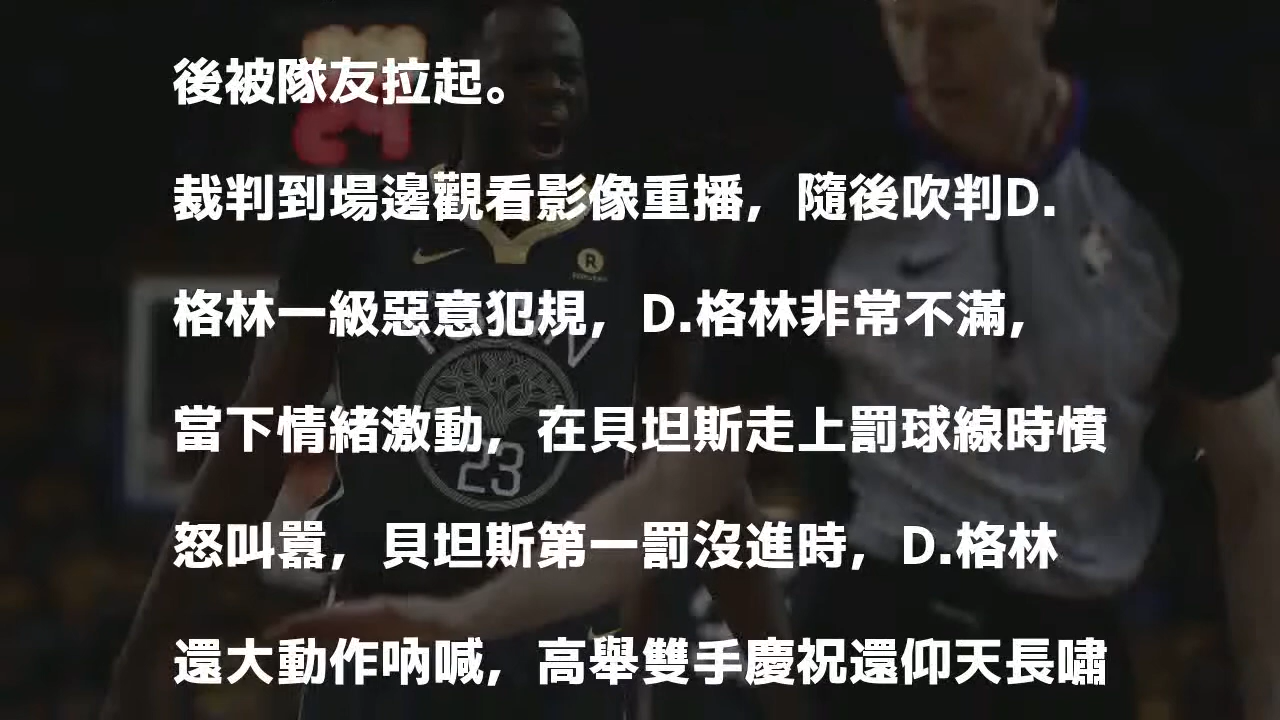 後被隊友拉起。
裁判到場邊觀看影像重播，隨後吹判D.
格林一級惡意犯規，D.格林非常不滿，
當下情緒激動，在貝坦斯走上罰球線時憤
怒叫囂，貝坦斯第一罰沒進時，D.格林
還大動作吶喊，高舉雙手慶祝還仰天長嘯
R
23